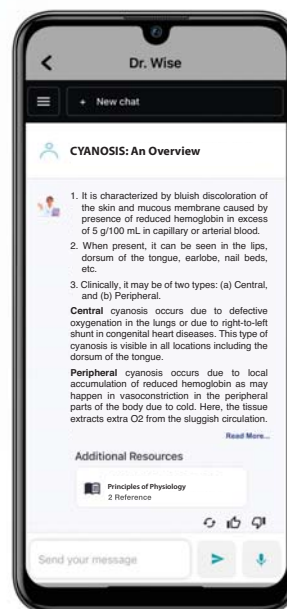 Dr. Wise
+ New chat
CYANOSIS: An Overview
1. It is characterized by bluish discoloration of
the skin and mucous membrane caused by
presence of reduced hemoglobin in excess
of 5 g/100 mL in capillary or arterial blood.
2. When present, it can be seen in the lips,
dorsum of the tongue, earlobe, nail beds,
etc.
3. Clinically, it may be of two types: (a) Central,
and (b) Peripheral.
Central cyanosis occurs due to defective
oxygenation in the lungs or due to right-to-left
shunt in congenital heart diseases. This type of
cyanosis is visible in all locations including the
dorsum of the tongue.
Peripheral cyanosis occurs due to local
accumulation of reduced hemoglobin as may
happen in vasoconstriction in the peripheral
parts of the body due to cold. Here, the tissue
extracts extra O2 from the sluggish circulation.
Read More...
Additional Resources
Principles of Physiology
2 Reference
Send your message